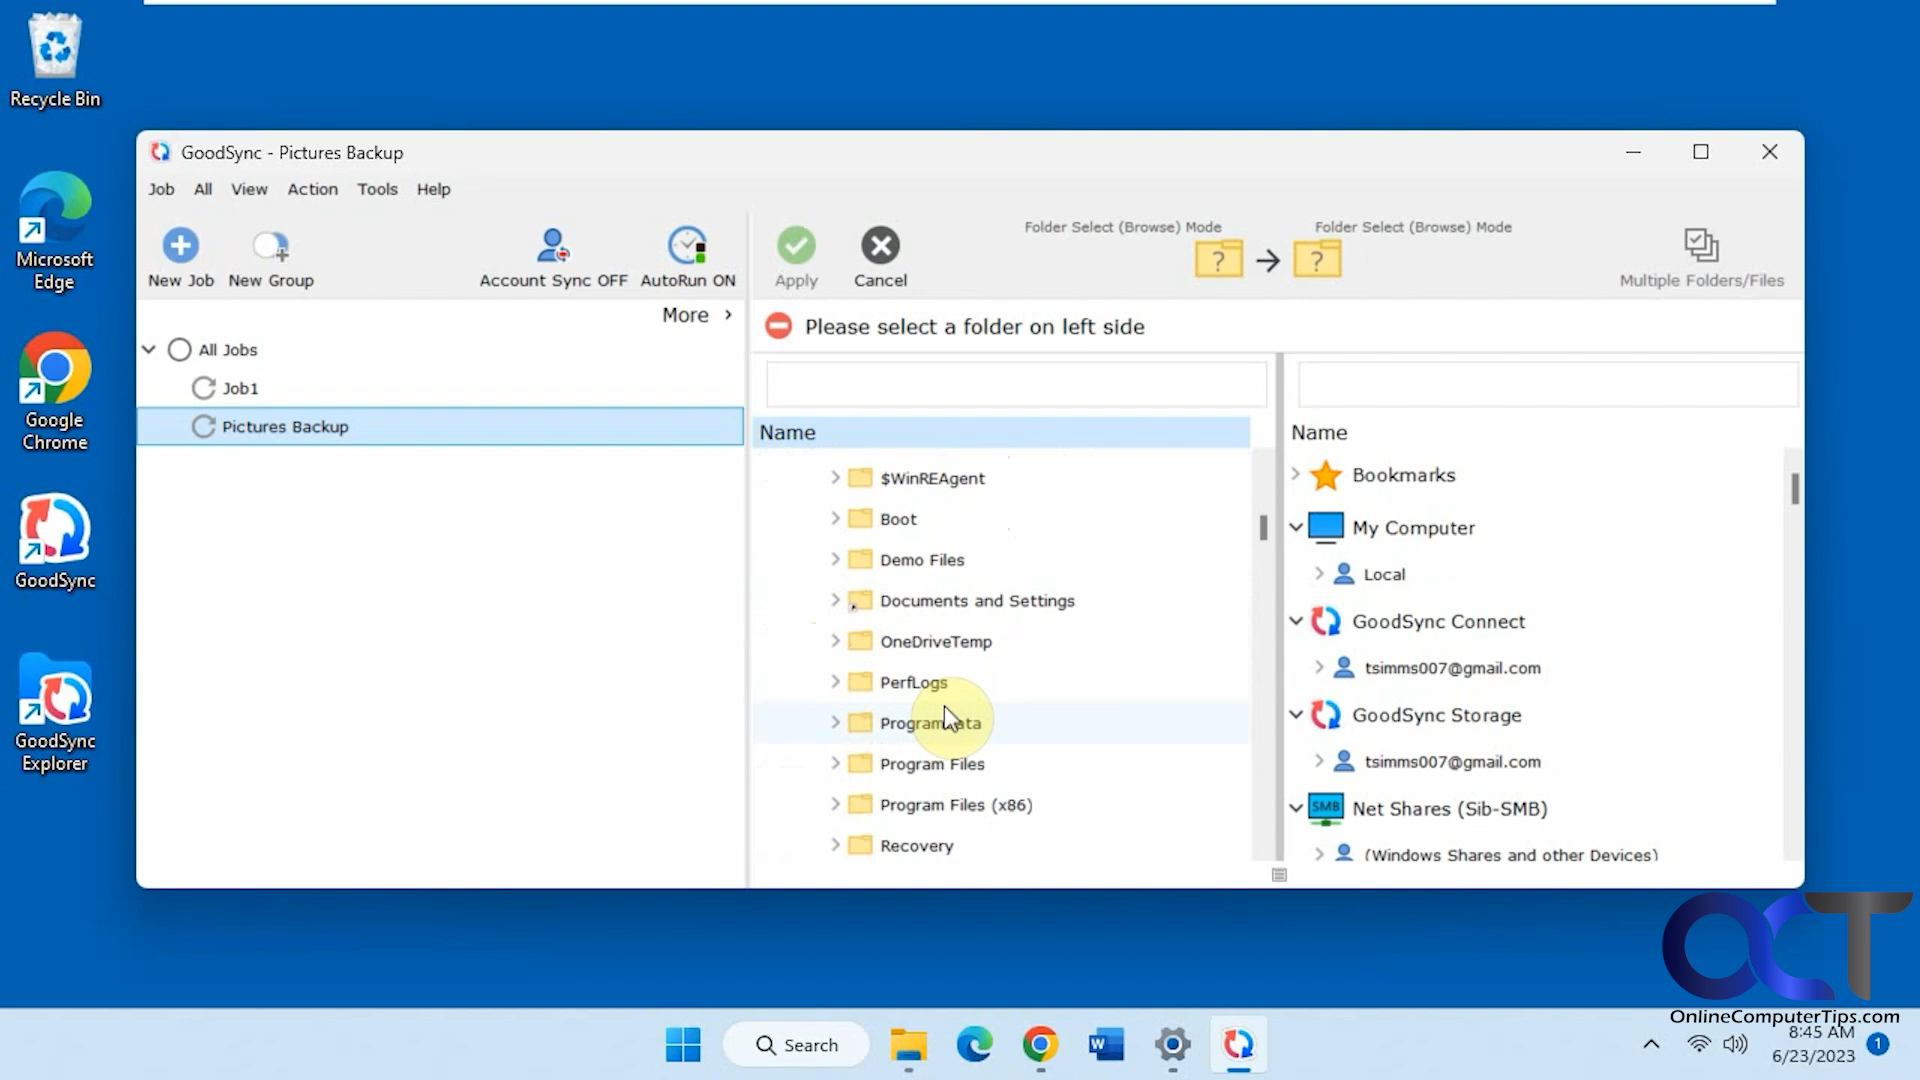 Recycle Bin
Microsoft
Edge
Google
Chrome
GoodSync
GoodSync
Explorer
GoodSync - Pictures Backup
Job All View Action Tools Help
New Job New Group Account Sync OFF AutoRun ON
Apply Cancel
Folder Select (Browse) Mode Folder Select (Browse) Mode
? ?
Multiple Folders/Files
More
All Jobs
Job1
Pictures Backup
Please select a folder on left side
Name
$WinREAgent
Boot
Demo Files
Documents and Settings
OneDriveTemp
PerfLogs
Program Files
Program Files (x86)
Recovery
Name
Bookmarks
My Computer
Local
GoodSync Connect
tsimms007@gmail.com
GoodSync Storage
tsimms007@gmail.com
SMB Net Shares (Sib-SMB)
(Windows Shares and other Devices)
OCT
OnlineComputerTips.com
Search
W
8:45 AM
6/23/2023
1